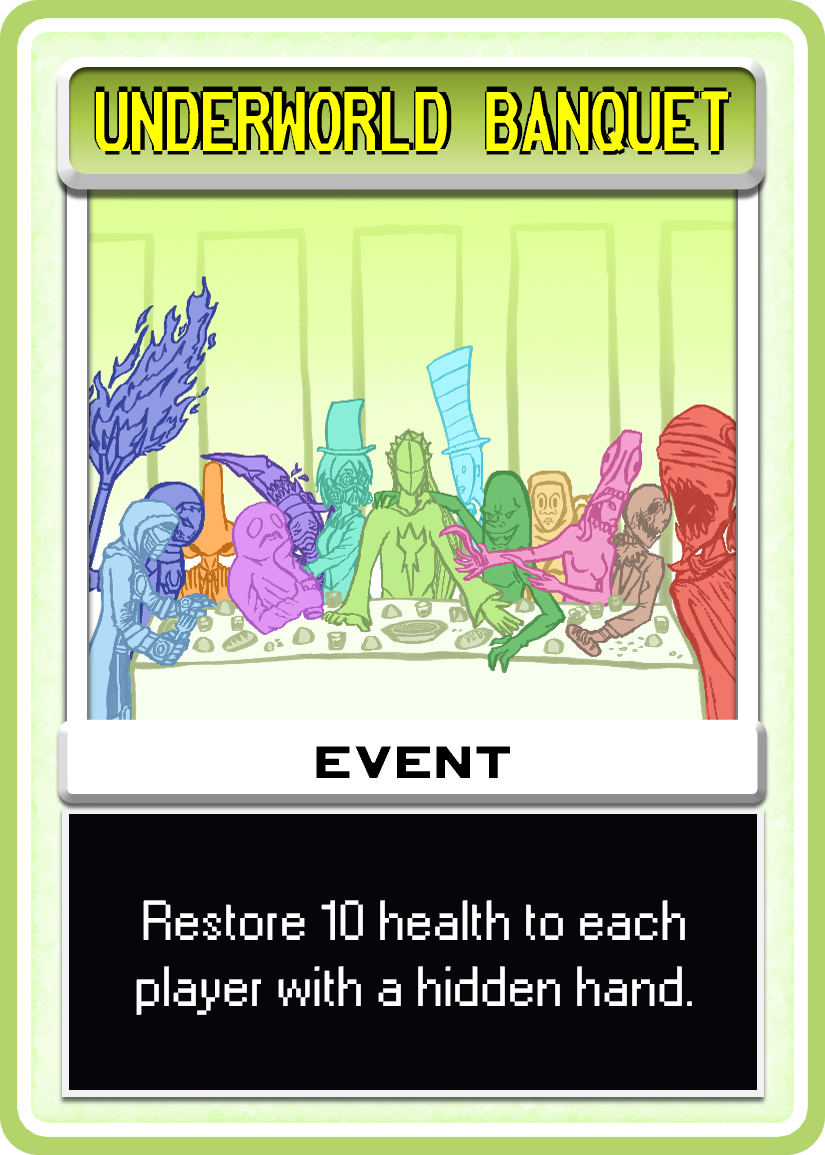 UNDERWORLD BANQUET
EVENT
Restore 10 health to each
player with a hidden hand.